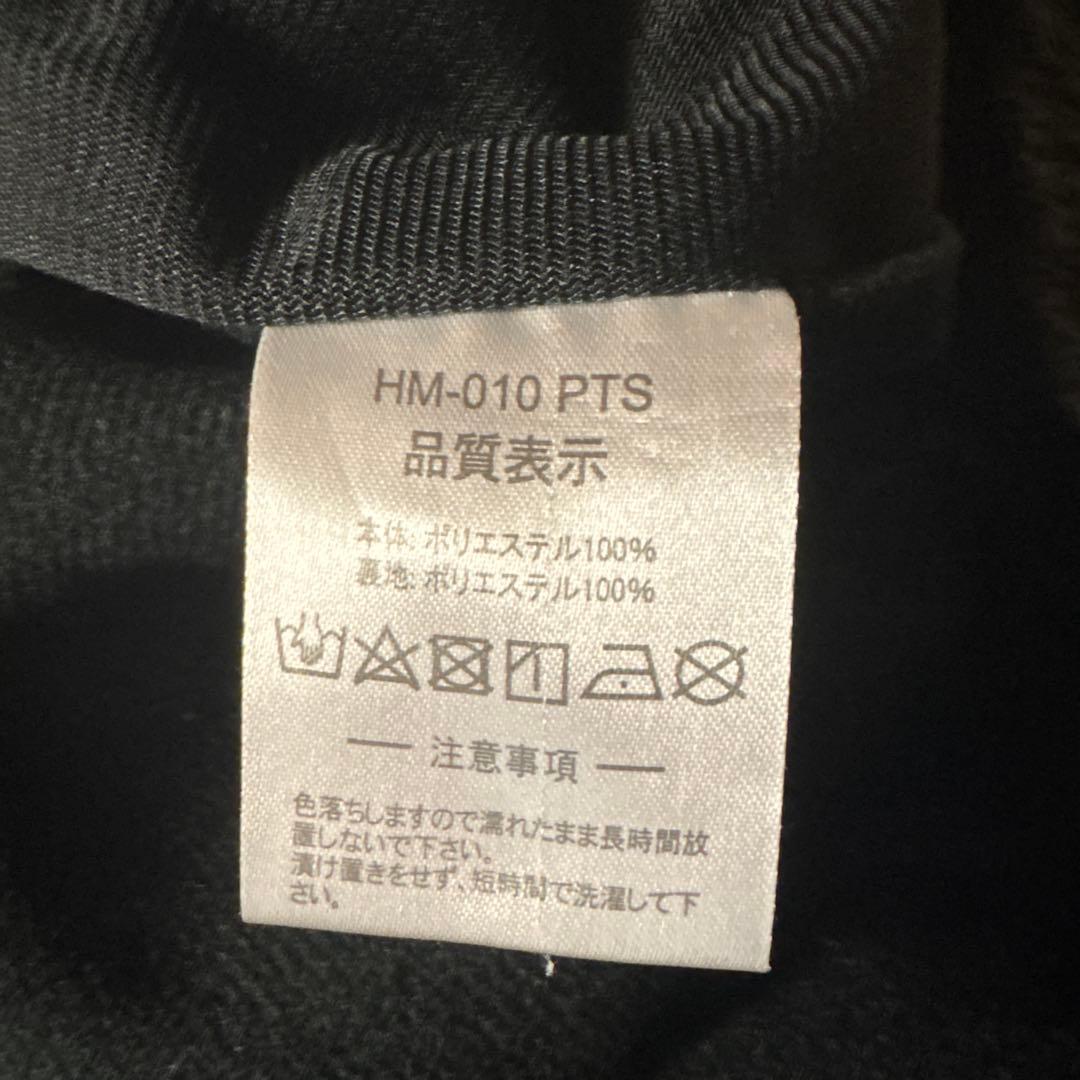 HM-010 PTS
品質表示
本体: ポリエステル100%
裏地: ポリエステル100%
注意事項
色落ちしますので濡れたまま長時間放
置しないで下さい。
漬け置きをせず、短時間で洗濯して下
さい。